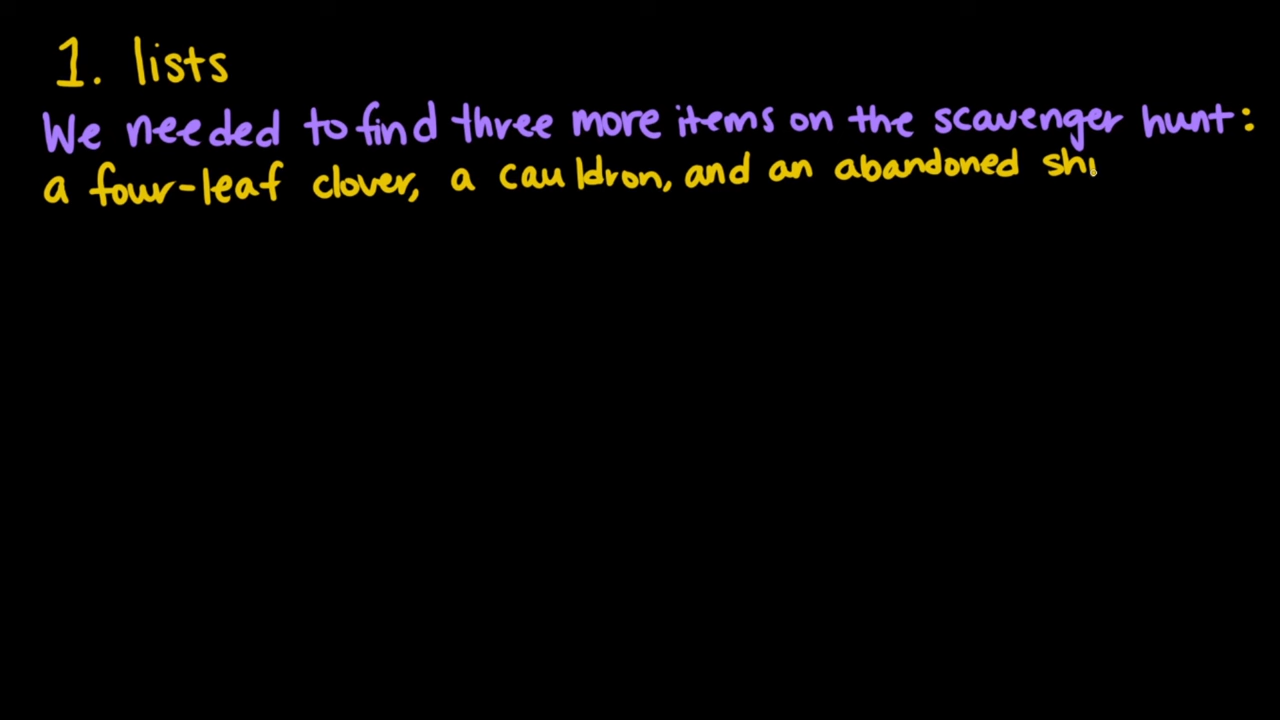 1. lists
We needed to find three more items on the scavenger hunt:
a four-leaf clover, a cauldron, and an abandoned shi